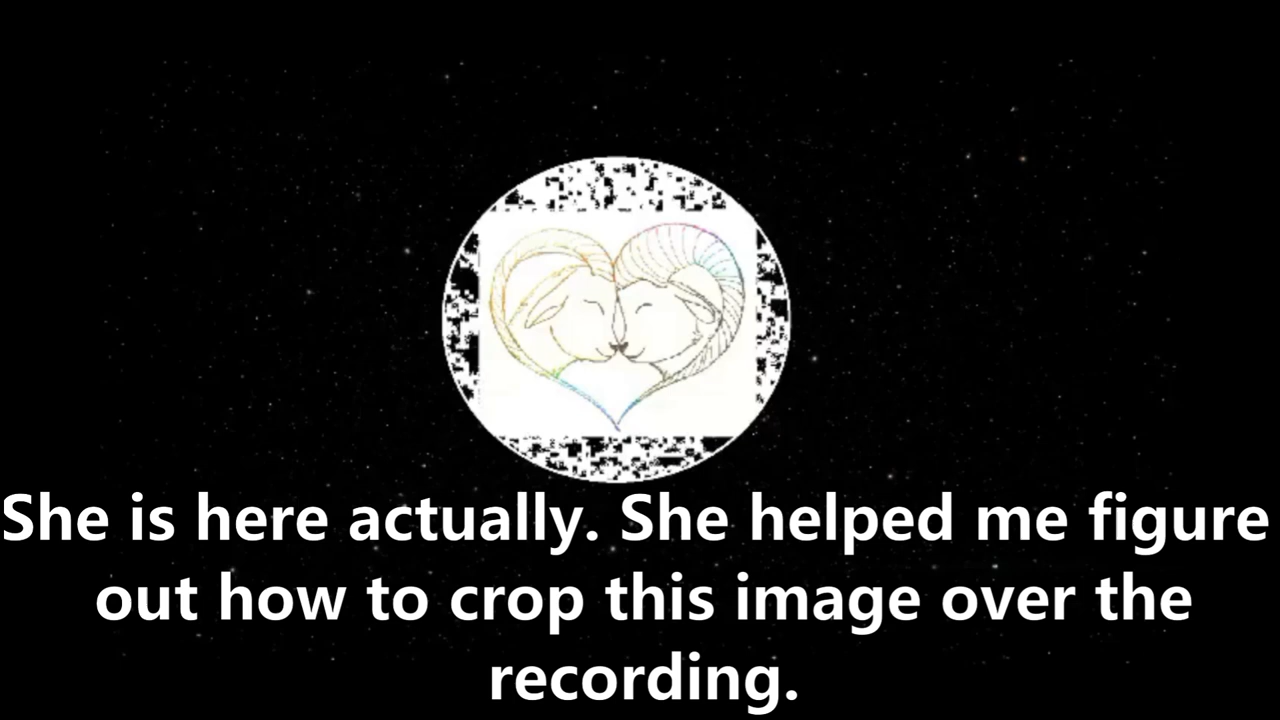 She is here actually. She helped me figure
out how to crop this image over the
recording.